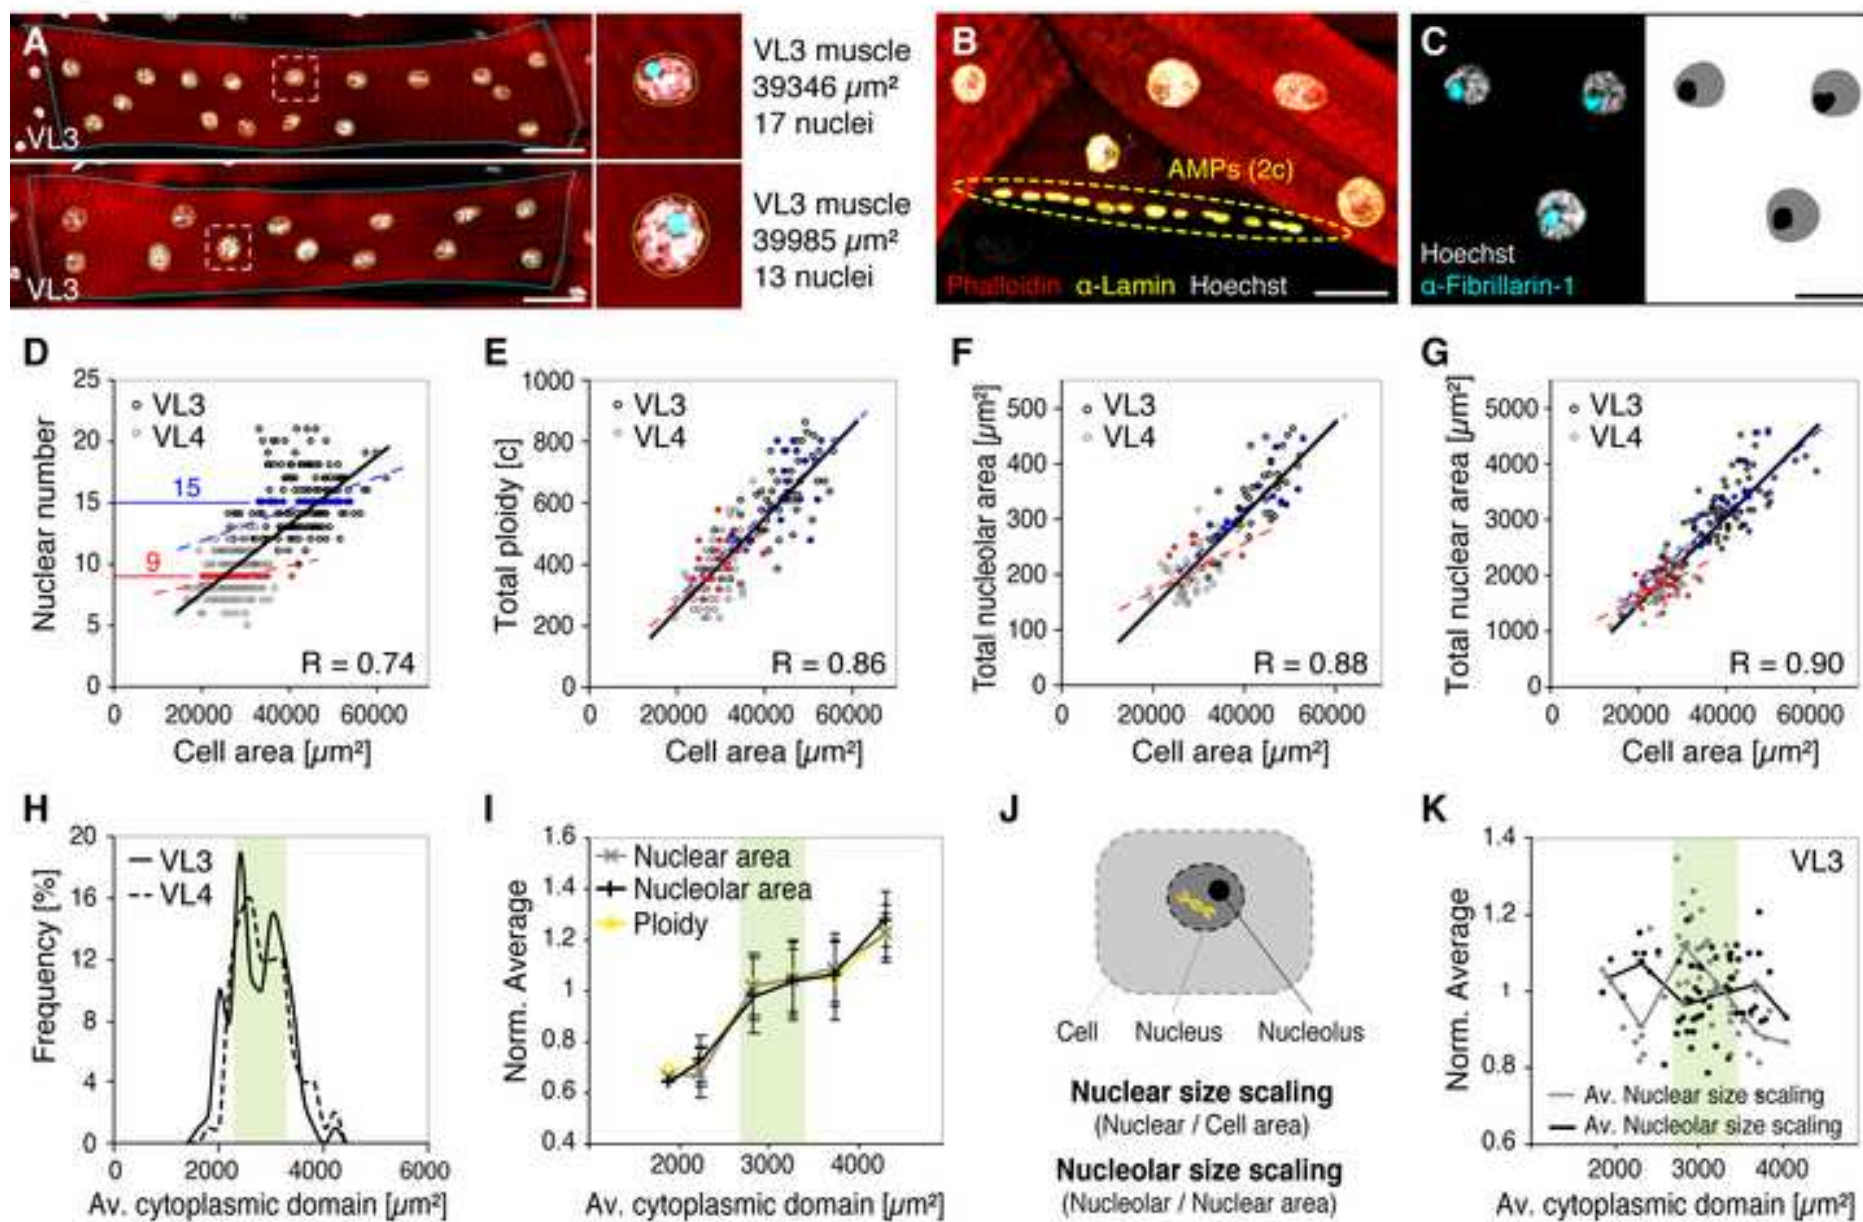 A
VL3
VL3 muscle
39346 µm²
17 nuclei
VL3
VL3 muscle
39985 µm²
13 nuclei
B
AMPs (2c)
Phalloidin α-Lamin Hoechst
C
Hoechst
α-Fibrillarin-1
D
Nuclear number
25
20
15
10
5
0
VL3
VL4
15
9
R = 0.74
0 20000 40000 60000
Cell area [µm²]
E
Total ploidy [c]
1000
800
600
400
200
0
VL3
VL4
R = 0.86
0 20000 40000 60000
Cell area [µm²]
F
Total nucleolar area [µm²]
500
400
300
200
100
0
VL3
VL4
R = 0.88
0 20000 40000 60000
Cell area [µm²]
G
Total nuclear area [µm²]
5000
4000
3000
2000
1000
0
VL3
VL4
R = 0.90
0 20000 40000 60000
Cell area [µm²]
H
Frequency [%]
20
16
12
8
4
0
VL3
VL4
0 2000 4000 6000
Av. cytoplasmic domain [µm²]
I
Norm. Average
1.6
1.4
1.2
1
0.8
0.6
0.4
Nuclear area
Nucleolar area
Ploidy
2000 3000 4000
Av. cytoplasmic domain [µm²]
J
Cell Nucleus Nucleolus
Nuclear size scaling
(Nuclear / Cell area)
Nucleolar size scaling
(Nucleolar / Nuclear area)
K
Norm. Average
1.4
1.2
1
0.8
0.6
VL3
Av. Nuclear size scaling
Av. Nucleolar size scaling
2000 3000 4000
Av. cytoplasmic domain [µm²]